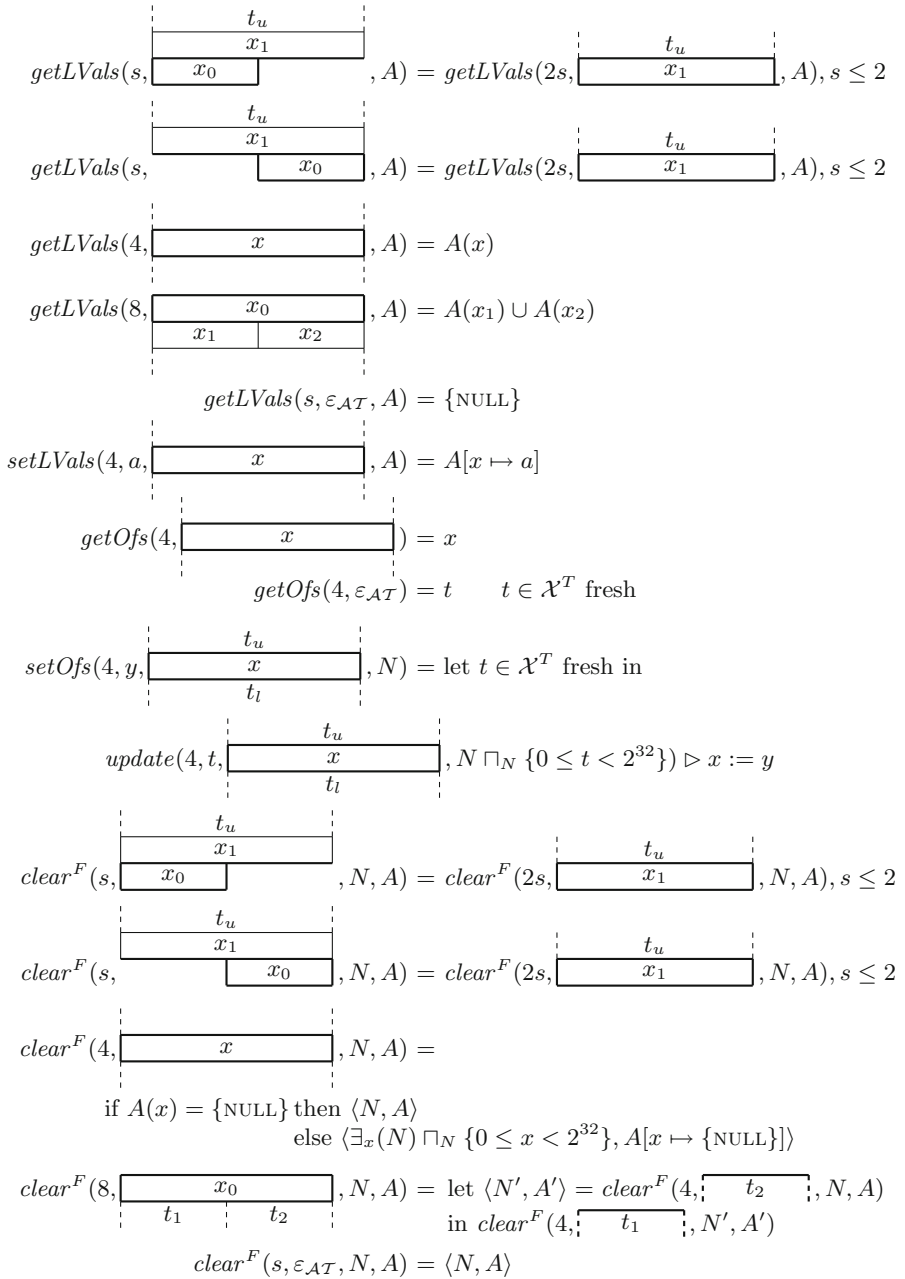 t_u
x_1
getLVals(s, x_0 , A) = getLVals(2s, t_u x_1 , A), s ≤ 2
t_u
x_1
getLVals(s, x_0 , A) = getLVals(2s, t_u x_1 , A), s ≤ 2
getLVals(4, x , A) = A(x)
getLVals(8, x_0 , A) = A(x_1) ∪ A(x_2)
x_1 x_2
getLVals(s, ε_{𝒜𝒯}, A) = {NULL}
setLVals(4, a, x , A) = A[x ↦ a]
getOfs(4, x ) = x
getOfs(4, ε_{𝒜𝒯}) = t t ∈ 𝒳^T fresh
t_u
setOfs(4, y, x , N) = let t ∈ 𝒳^T fresh in
t_l
t_u
update(4, t, x , N ⊓_N {0 ≤ t < 2^{32}}) ▷ x := y
t_l
t_u
x_1
clear^F(s, x_0 , N, A) = clear^F(2s, t_u x_1 , N, A), s ≤ 2
t_u
x_1
clear^F(s, x_0 , N, A) = clear^F(2s, t_u x_1 , N, A), s ≤ 2
clear^F(4, x , N, A) =
if A(x) = {NULL} then ⟨N, A⟩
else ⟨∃_x(N) ⊓_N {0 ≤ x < 2^{32}}, A[x ↦ {NULL}]⟩
clear^F(8, x_0 , N, A) = let ⟨N′, A′⟩ = clear^F(4, t_2 , N, A)
t_1 t_2 in clear^F(4, t_1 , N′, A′)
clear^F(s, ε_{𝒜𝒯}, N, A) = ⟨N, A⟩